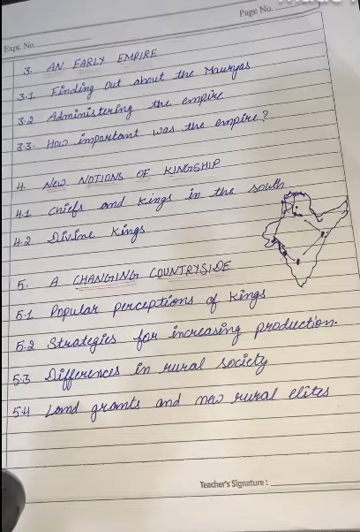 Page No.
Expt. No.
3. AN EARLY EMPIRE
3.1 Finding out about the Mauryas
3.2 Administering the empire
3.3 How important was the empire?
4. NEW NOTIONS OF KINGSHIP
4.1 Chiefs and kings in the south
4.2 Divine Kings
5. A CHANGING COUNTRYSIDE
5.1 Popular perceptions of kings
5.2 Strategies for increasing production.
5.3 Differences in rural society
5.4 Land grants and new rural elites
Teacher's Signature :